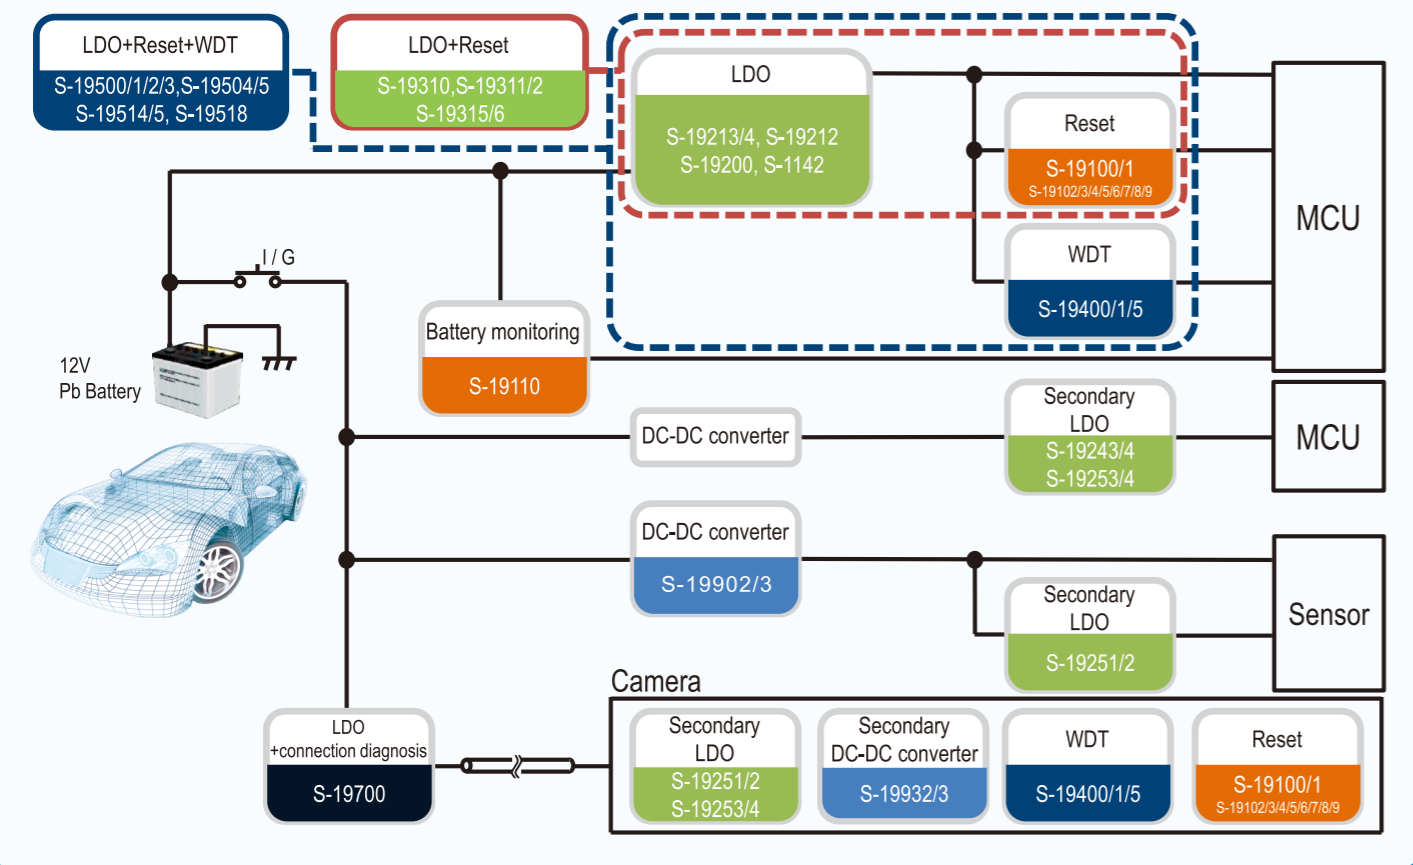 LDO+Reset+WDT
S-19500/1/2/3,S-19504/5
S-19514/5, S-19518
LDO+Reset
S-19310,S-19311/2
S-19315/6
LDO
S-19213/4, S-19212
S-19200, S-1142
Reset
S-19100/1
S-19102/3/4/5/6/7/8/9
WDT
S-19400/1/5
MCU
I / G
12V
Pb Battery
Battery monitoring
S-19110
DC-DC converter
Secondary
LDO
S-19243/4
S-19253/4
MCU
DC-DC converter
S-19902/3
Secondary
LDO
S-19251/2
Sensor
LDO
+connection diagnosis
S-19700
Camera
Secondary
LDO
S-19251/2
S-19253/4
Secondary
DC-DC converter
S-19932/3
WDT
S-19400/1/5
Reset
S-19100/1
S-19102/3/4/5/6/7/8/9